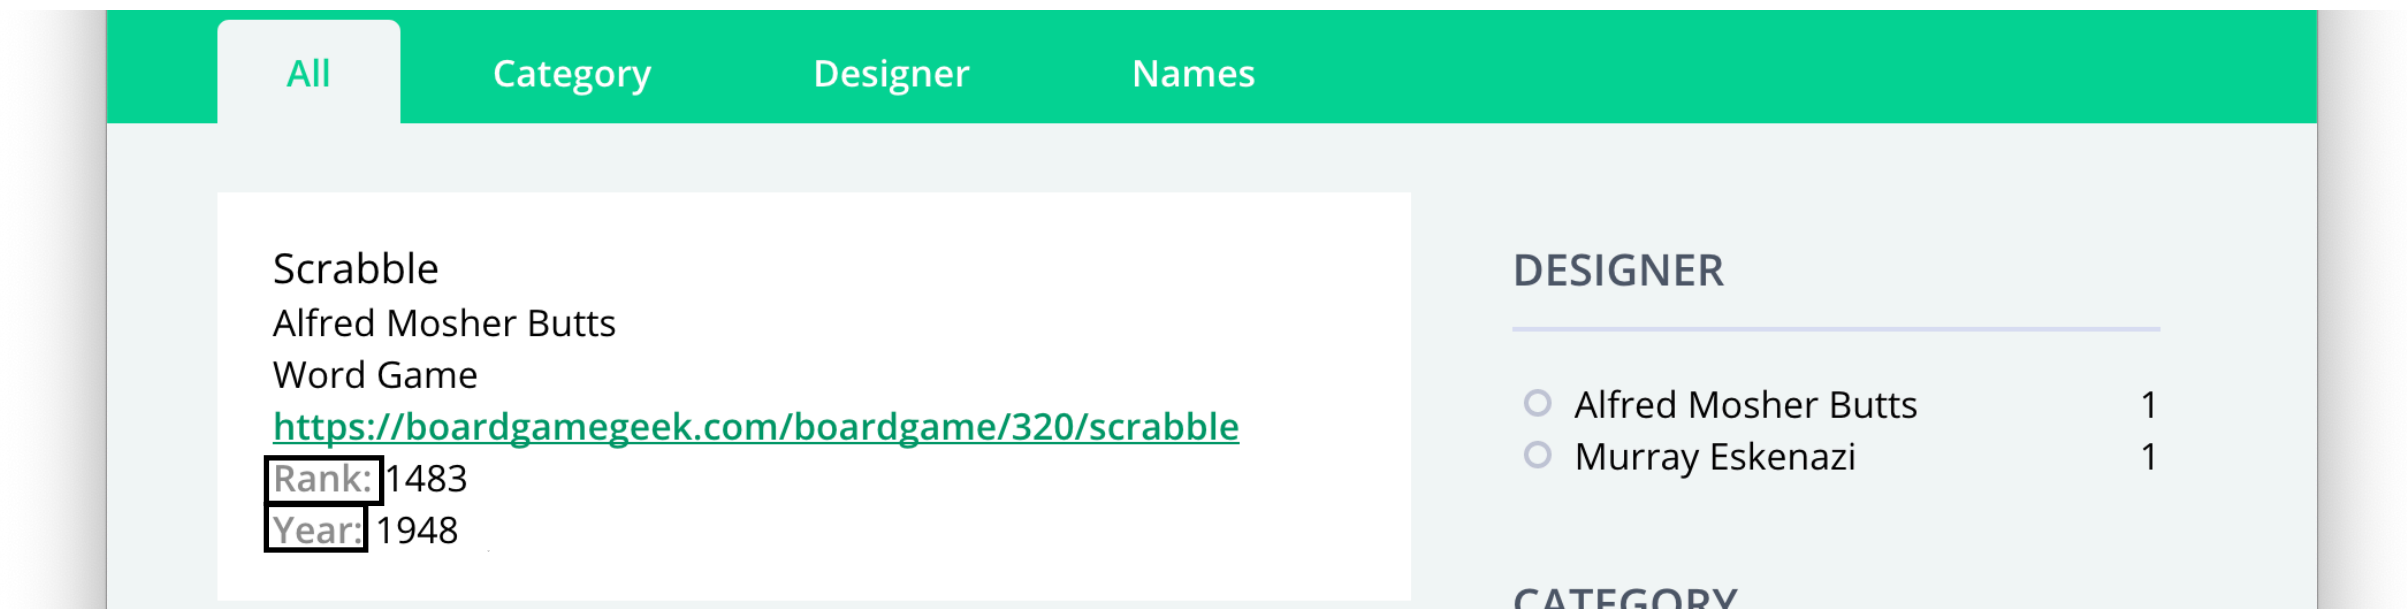 All Category Designer Names
Scrabble
Alfred Mosher Butts
Word Game
https://boardgamegeek.com/boardgame/320/scrabble
Rank: 1483
Year: 1948
DESIGNER
Alfred Mosher Butts 1
Murray Eskenazi 1
CATEGORY